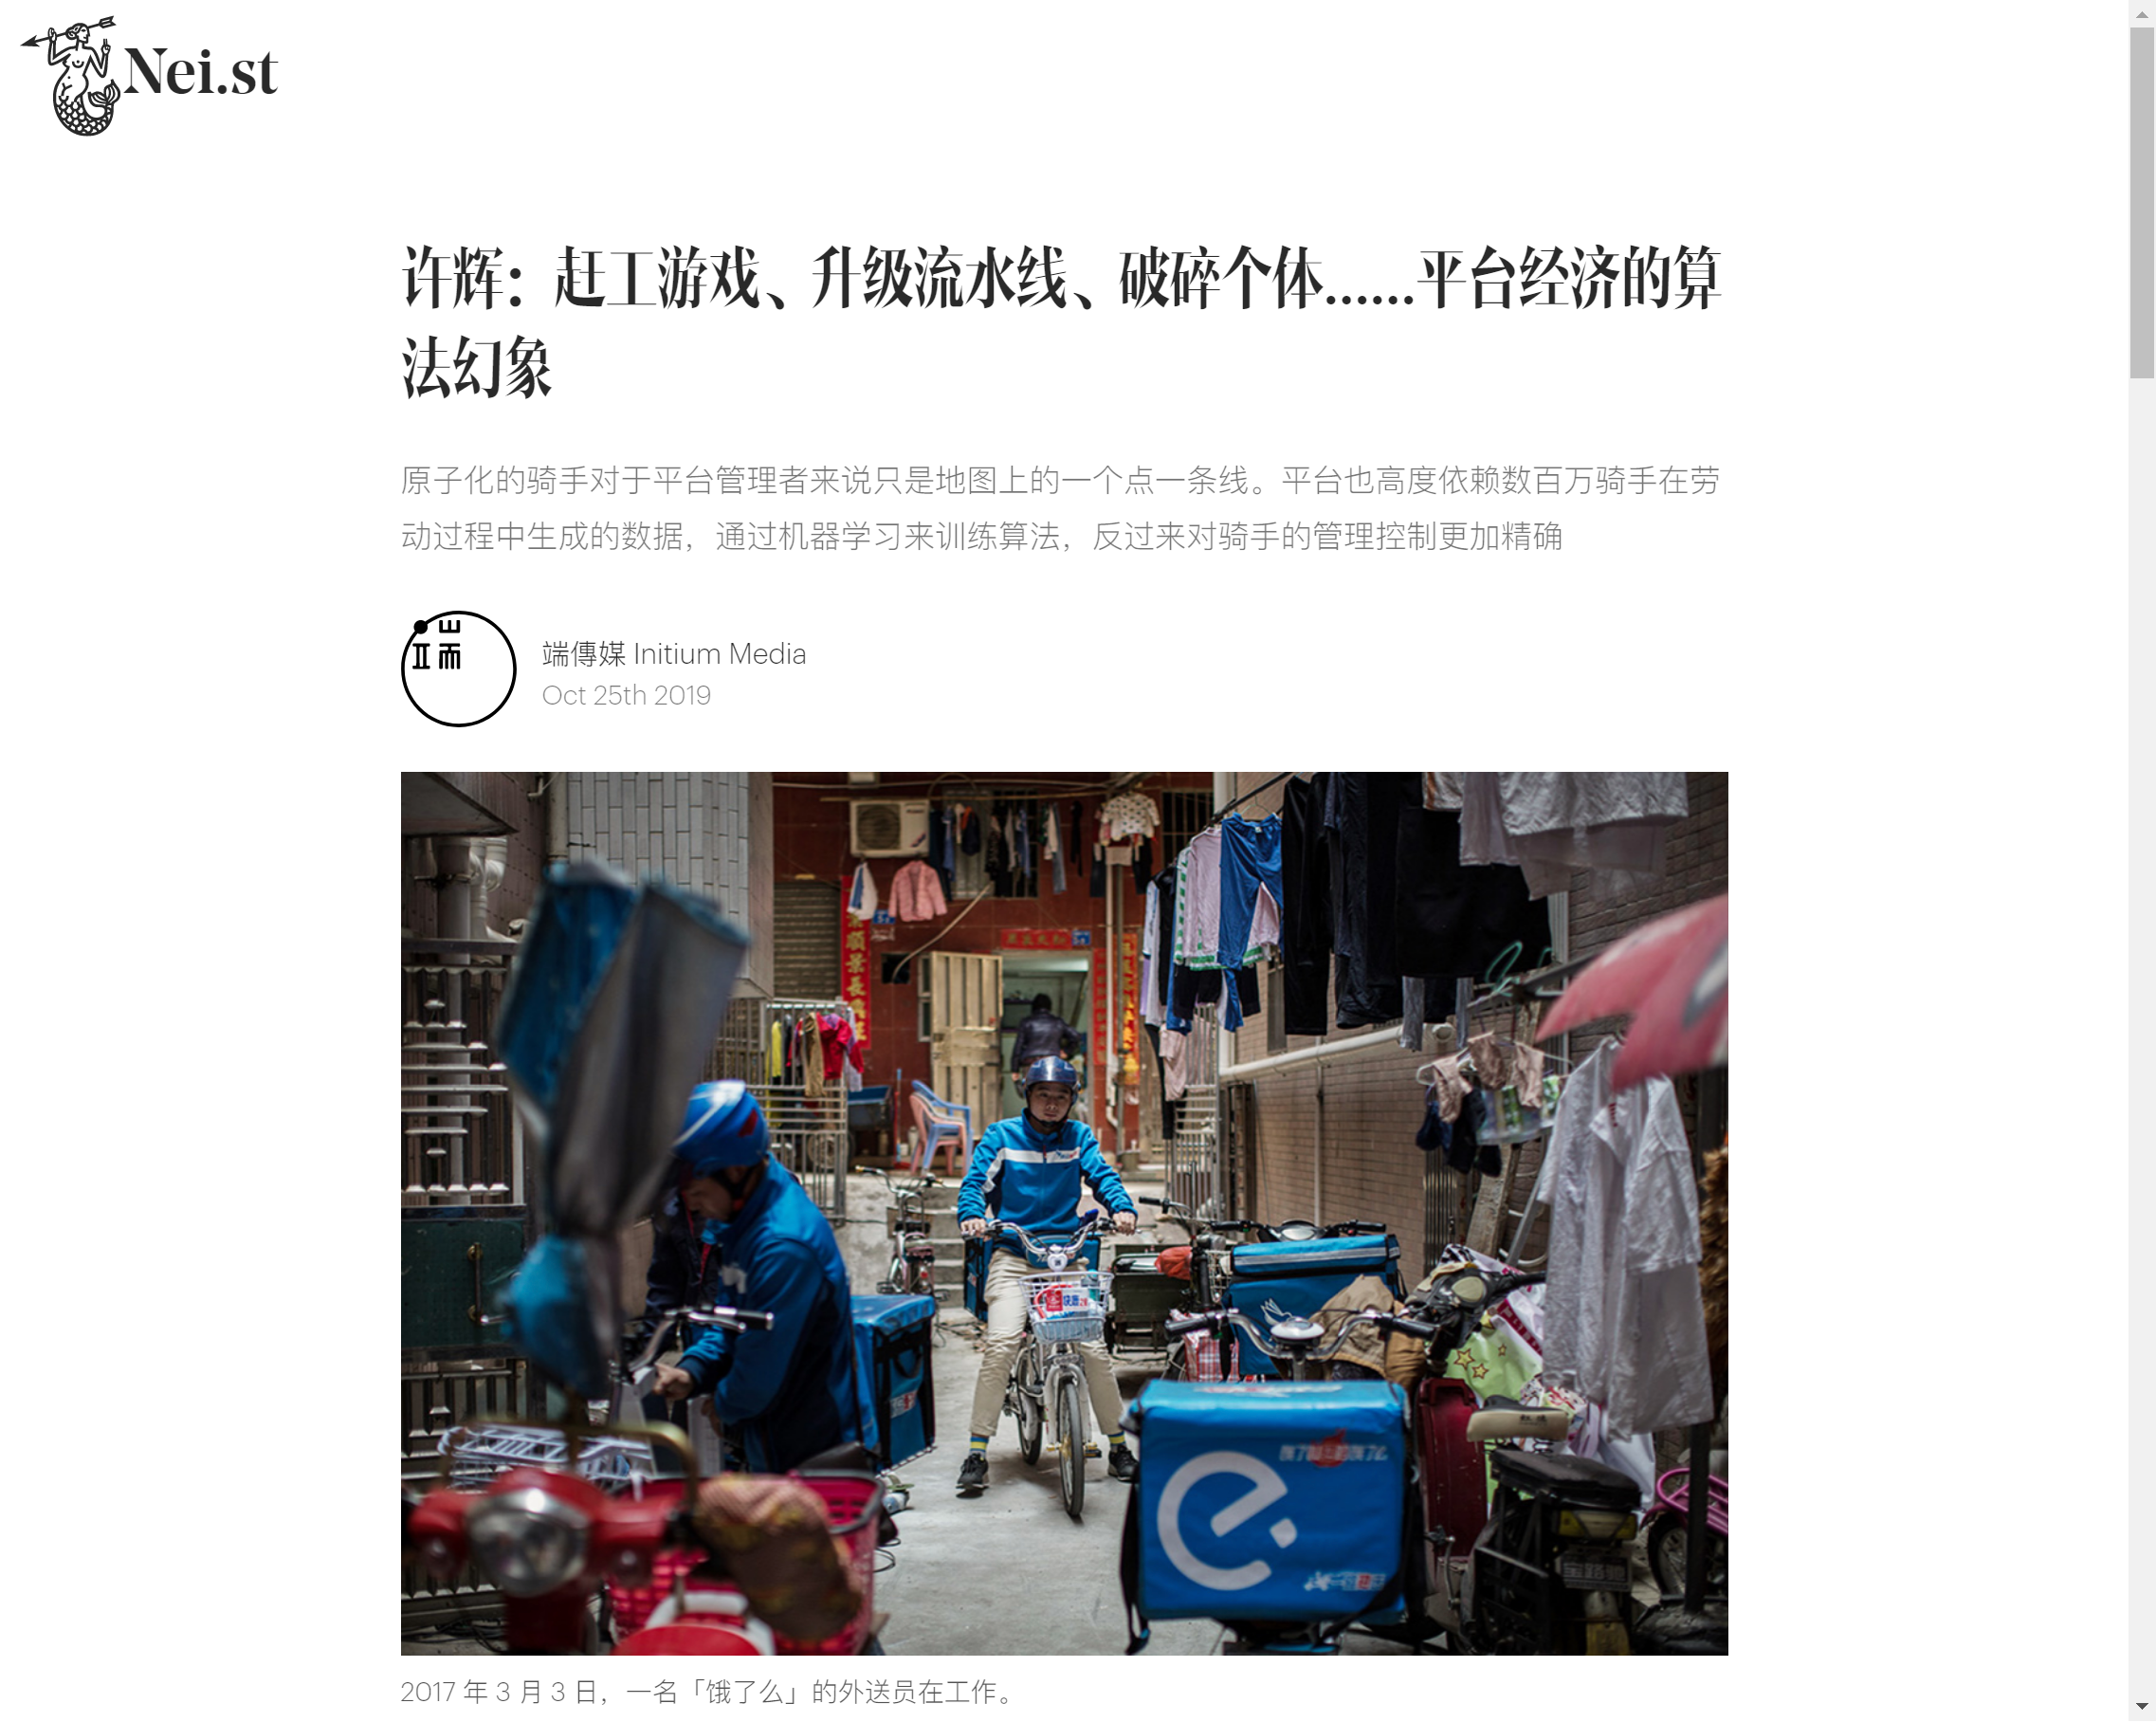 Nei.st
许辉：赶工游戏、升级流水线、破碎个体……平台经济的算
法幻象
原子化的骑手对于平台管理者来说只是地图上的一个点一条线。平台也高度依赖数百万骑手在劳
动过程中生成的数据，通过机器学习来训练算法，反过来对骑手的管理控制更加精确
端
端傳媒 Initium Media
Oct 25th 2019
e
2017 年 3 月 3 日，一名「饿了么」的外送员在工作。